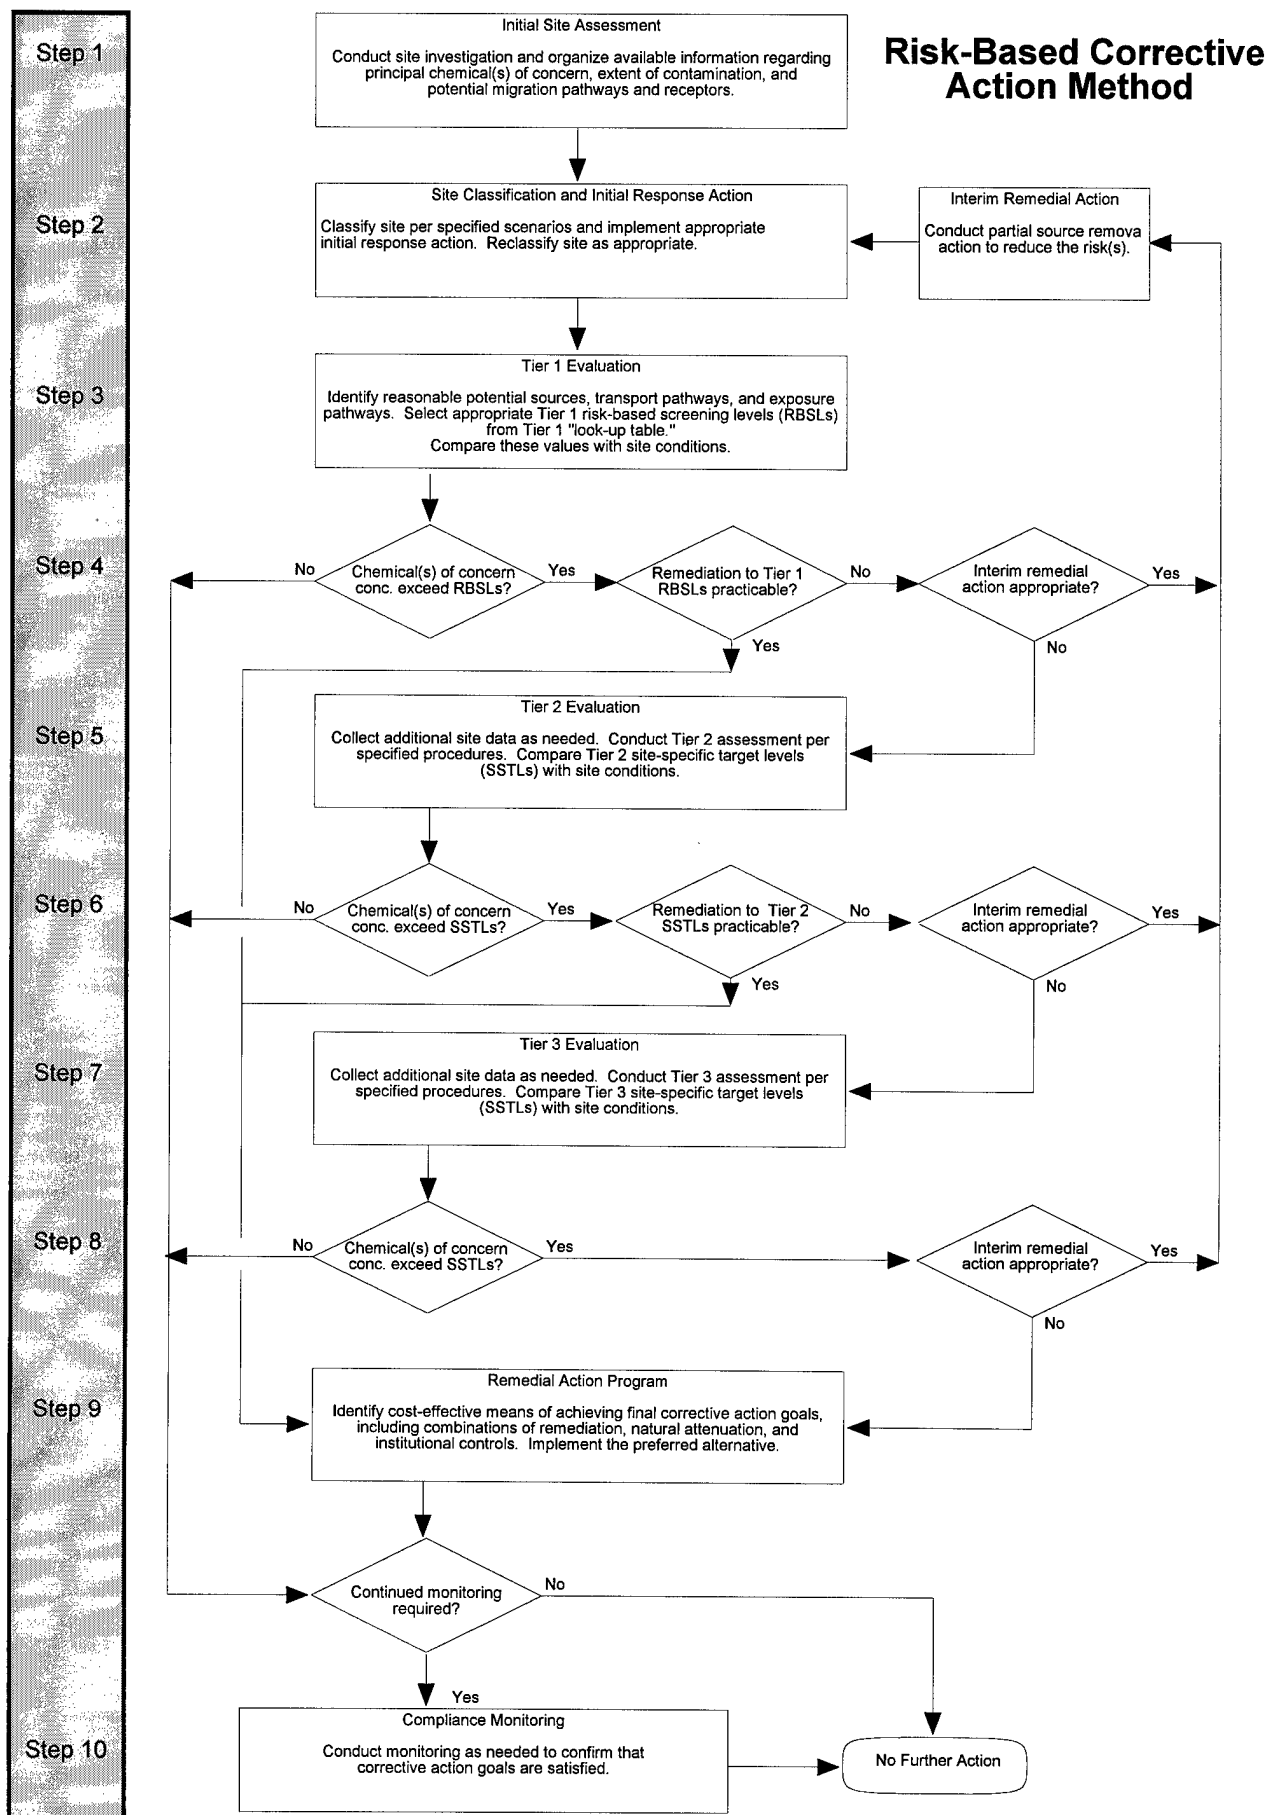 Risk-Based Corrective
Action Method
Step 1
Initial Site Assessment
Conduct site investigation and organize available information regarding
principal chemical(s) of concern, extent of contamination, and
potential migration pathways and receptors.
Step 2
Site Classification and Initial Response Action
Classify site per specified scenarios and implement appropriate
initial response action. Reclassify site as appropriate.
Interim Remedial Action
Conduct partial source remova
action to reduce the risk(s).
Step 3
Tier 1 Evaluation
Identify reasonable potential sources, transport pathways, and exposure
pathways. Select appropriate Tier 1 risk-based screening levels (RBSLs)
from Tier 1 "look-up table."
Compare these values with site conditions.
Step 4
No
Chemical(s) of concern
conc. exceed RBSLs?
Yes
Remediation to Tier 1
RBSLs practicable?
No
Interim remedial
action appropriate?
Yes
Yes
No
Step 5
Tier 2 Evaluation
Collect additional site data as needed. Conduct Tier 2 assessment per
specified procedures. Compare Tier 2 site-specific target levels
(SSTLs) with site conditions.
Step 6
No
Chemical(s) of concern
conc. exceed SSTLs?
Yes
Remediation to Tier 2
SSTLs practicable?
No
Interim remedial
action appropriate?
Yes
Yes
No
Step 7
Tier 3 Evaluation
Collect additional site data as needed. Conduct Tier 3 assessment per
specified procedures. Compare Tier 3 site-specific target levels
(SSTLs) with site conditions.
Step 8
No
Chemical(s) of concern
conc. exceed SSTLs?
Yes
Interim remedial
action appropriate?
Yes
No
Step 9
Remedial Action Program
Identify cost-effective means of achieving final corrective action goals,
including combinations of remediation, natural attenuation, and
institutional controls. Implement the preferred alternative.
Continued monitoring
required?
No
Yes
Step 10
Compliance Monitoring
Conduct monitoring as needed to confirm that
corrective action goals are satisfied.
No Further Action